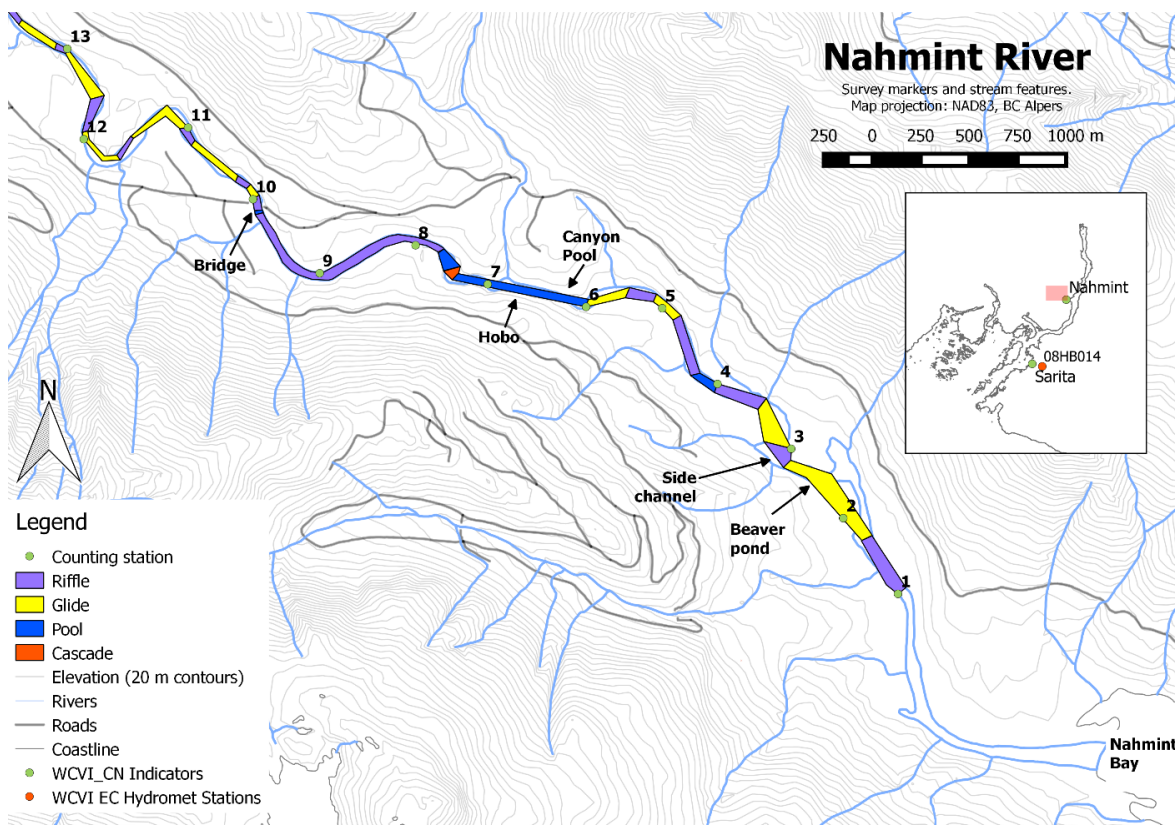 Nahmint River
Survey markers and stream features.
Map projection: NAD83, BC Alpers
250 0 250 500 750 1000 m
13
12
11
10
Bridge
9
8
7
Hobo
Canyon
Pool
6
5
4
3
Side
channel
2
Beaver
pond
1
Nahmint
08HB014
Sarita
N
Legend
Counting station
Riffle
Glide
Pool
Cascade
Elevation (20 m contours)
Rivers
Roads
Coastline
WCVI_CN Indicators
WCVI EC Hydromet Stations
Nahmint
Bay